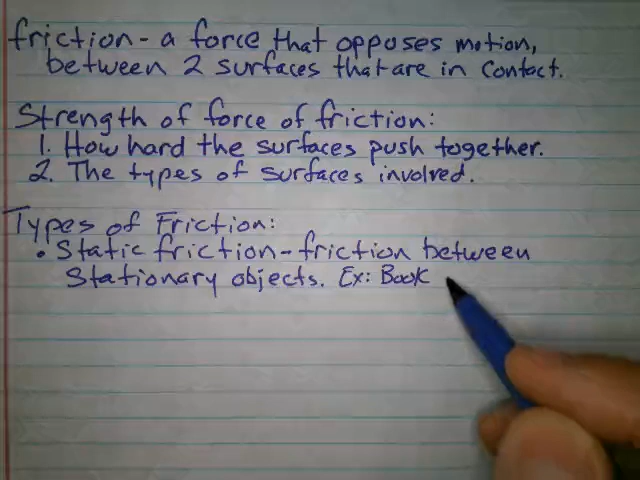 friction - a force that opposes motion,
between 2 surfaces that are in contact.
Strength of force of friction:
1. How hard the surfaces push together.
2. The types of surfaces involved.
Types of Friction:
• Static friction - friction between
stationary objects. Ex: Book